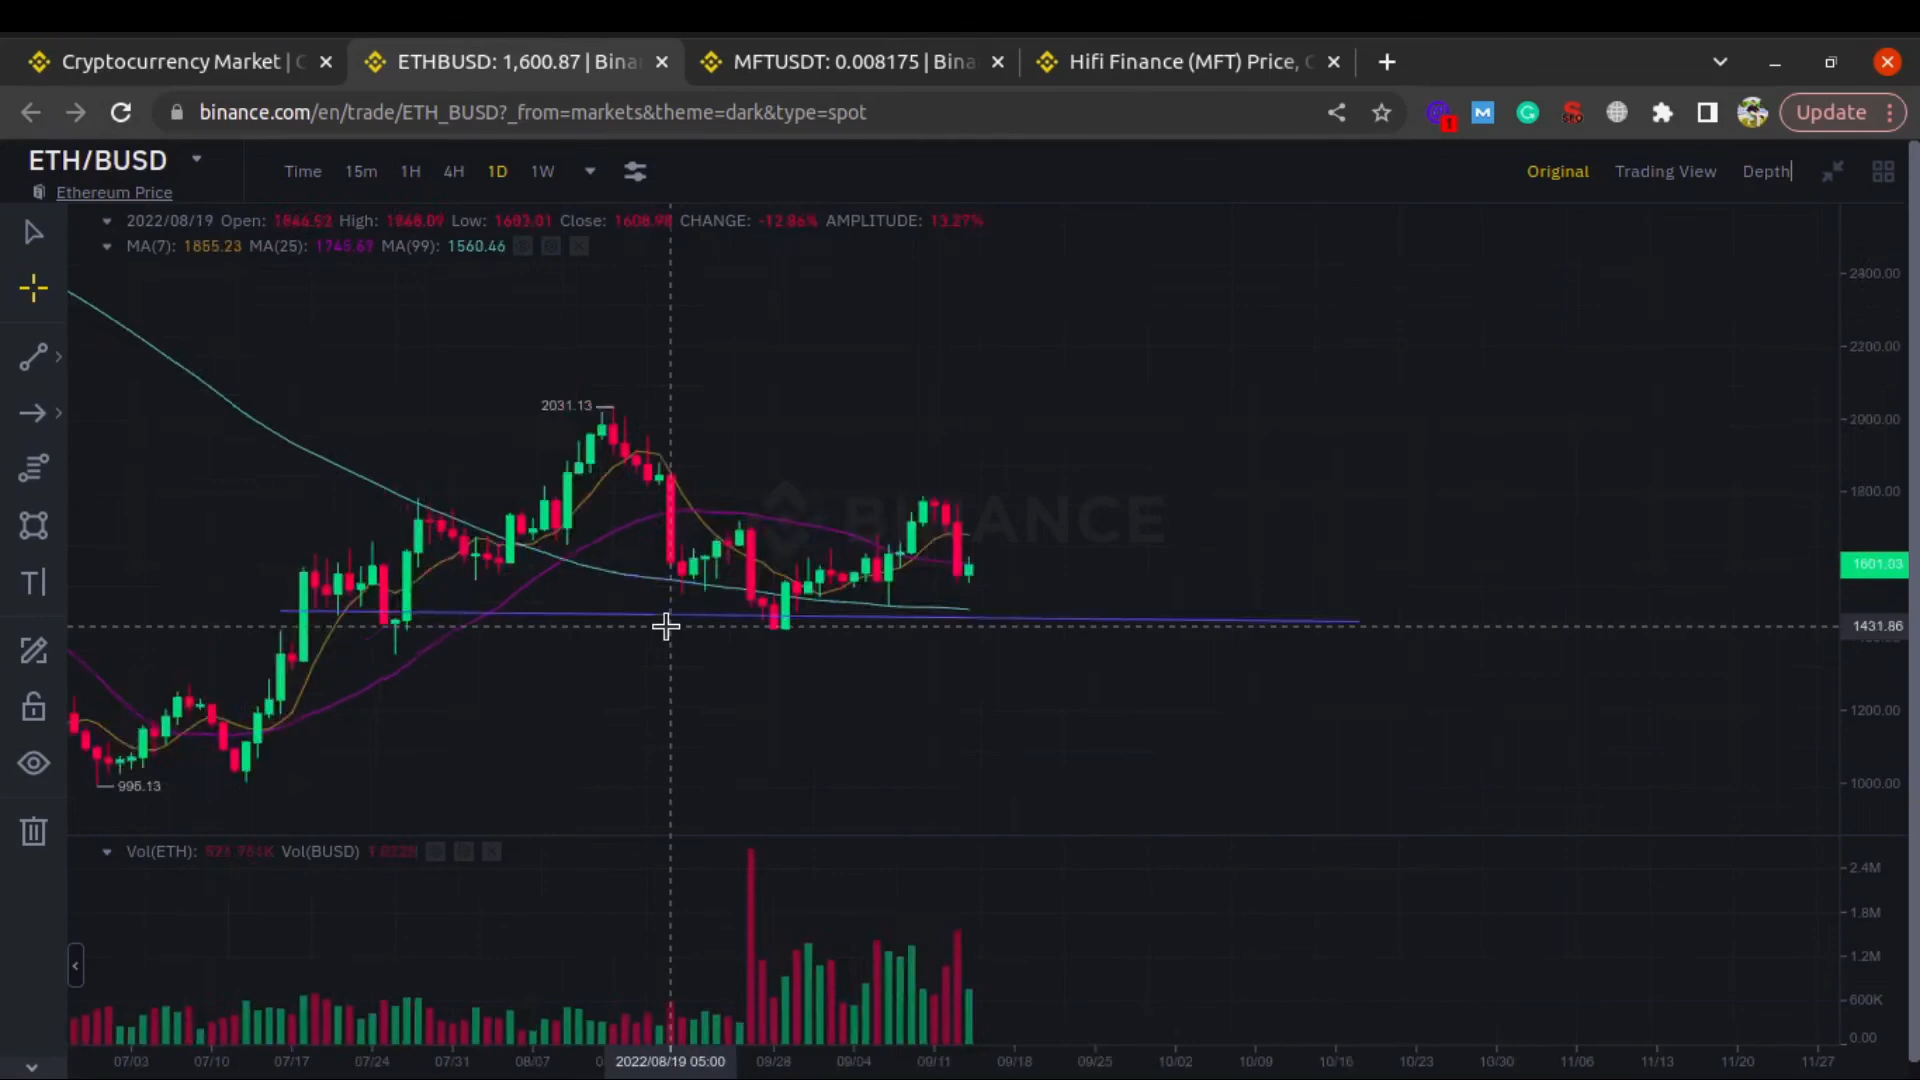 Cryptocurrency Market | C
ETHBUSD: 1,600.87 | Bina
MFTUSDT: 0.008175 | Bina
Hifi Finance (MFT) Price, C
binance.com/en/trade/ETH_BUSD?_from=markets&theme=dark&type=spot
1
M
G
SEO
Update
ETH/BUSD
Ethereum Price
Time 15m 1H 4H 1D 1W
Original Trading View Depth
2022/08/19 Open: High: Low: Close: CHANGE: -12.86% AMPLITUDE: 13.27%
MA(7): 1855.23 MA(25): MA(99): 1560.46
2200.00
2031.13
2000.00
1800.00
BINANCE
1601.03
1431.86
1200.00
995.13
1000.00
Vol(ETH): Vol(BUSD)
2.4M
1.8M
1.2M
600K
0.00
07/03 07/10 07/17 07/24 07/31 08/07 2022/08/19 05:00 09/04 09/11 09/18 09/25 10/02 10/09 10/16 10/23 10/30 11/06 11/13 11/20 11/27